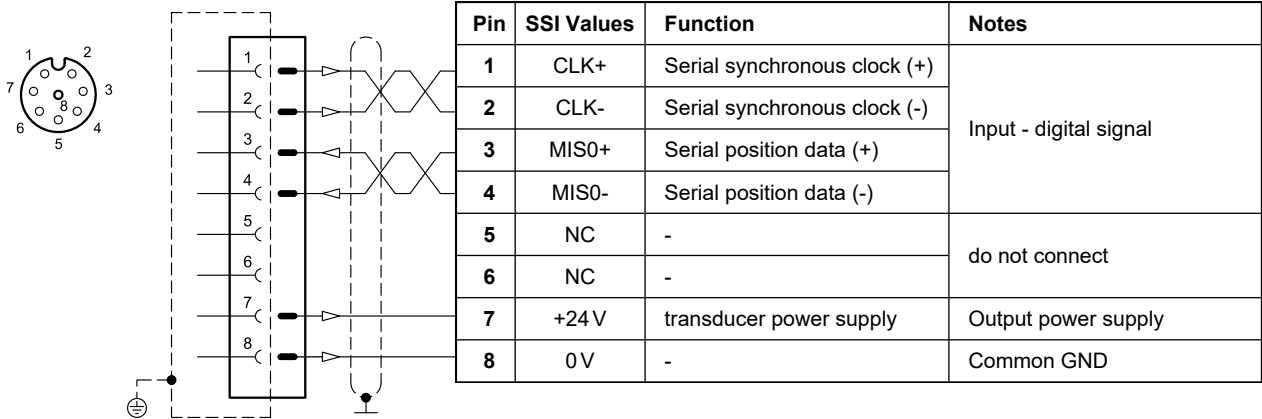 1 2
7 8 3
6 5 4
1
2
3
4
5
6
7
8
Pin SSI Values Function Notes
1 CLK+ Serial synchronous clock (+)
2 CLK- Serial synchronous clock (-)
Input - digital signal
3 MIS0+ Serial position data (+)
4 MIS0- Serial position data (-)
5 NC -
do not connect
6 NC -
7 +24 V transducer power supply Output power supply
8 0 V - Common GND